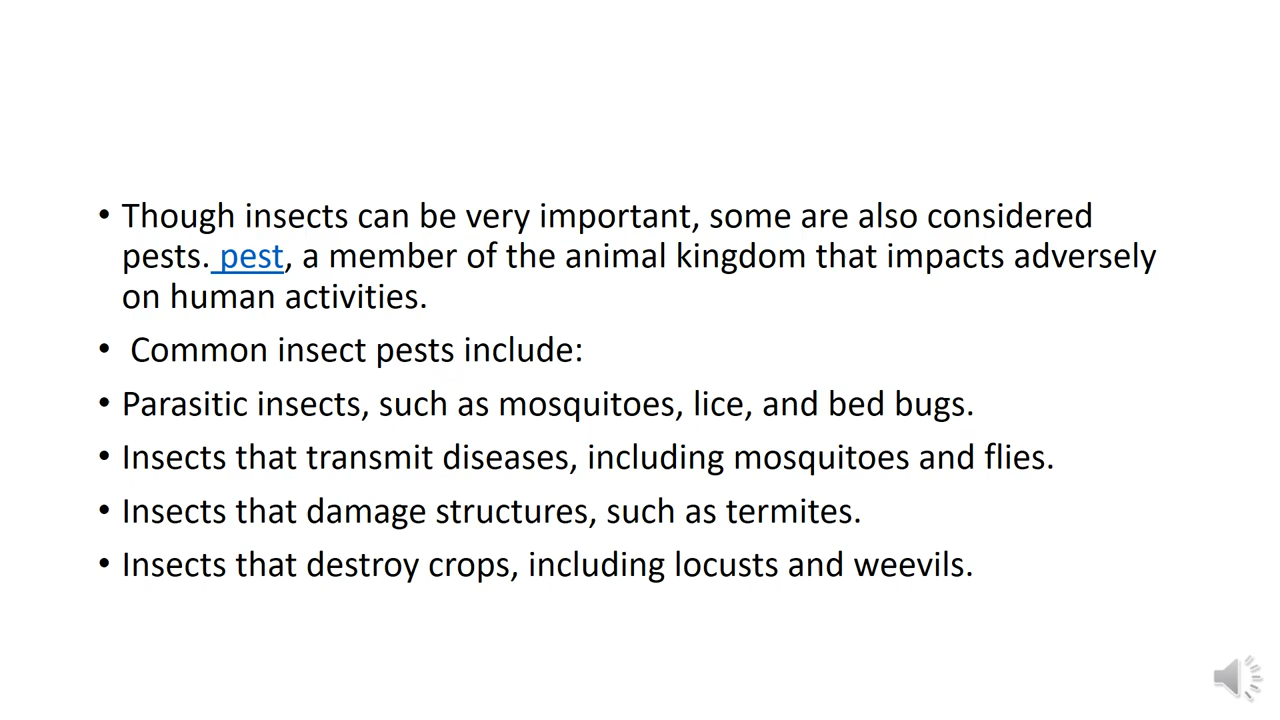 • Though insects can be very important, some are also considered
pests. pest, a member of the animal kingdom that impacts adversely
on human activities.
• Common insect pests include:
• Parasitic insects, such as mosquitoes, lice, and bed bugs.
• Insects that transmit diseases, including mosquitoes and flies.
• Insects that damage structures, such as termites.
• Insects that destroy crops, including locusts and weevils.